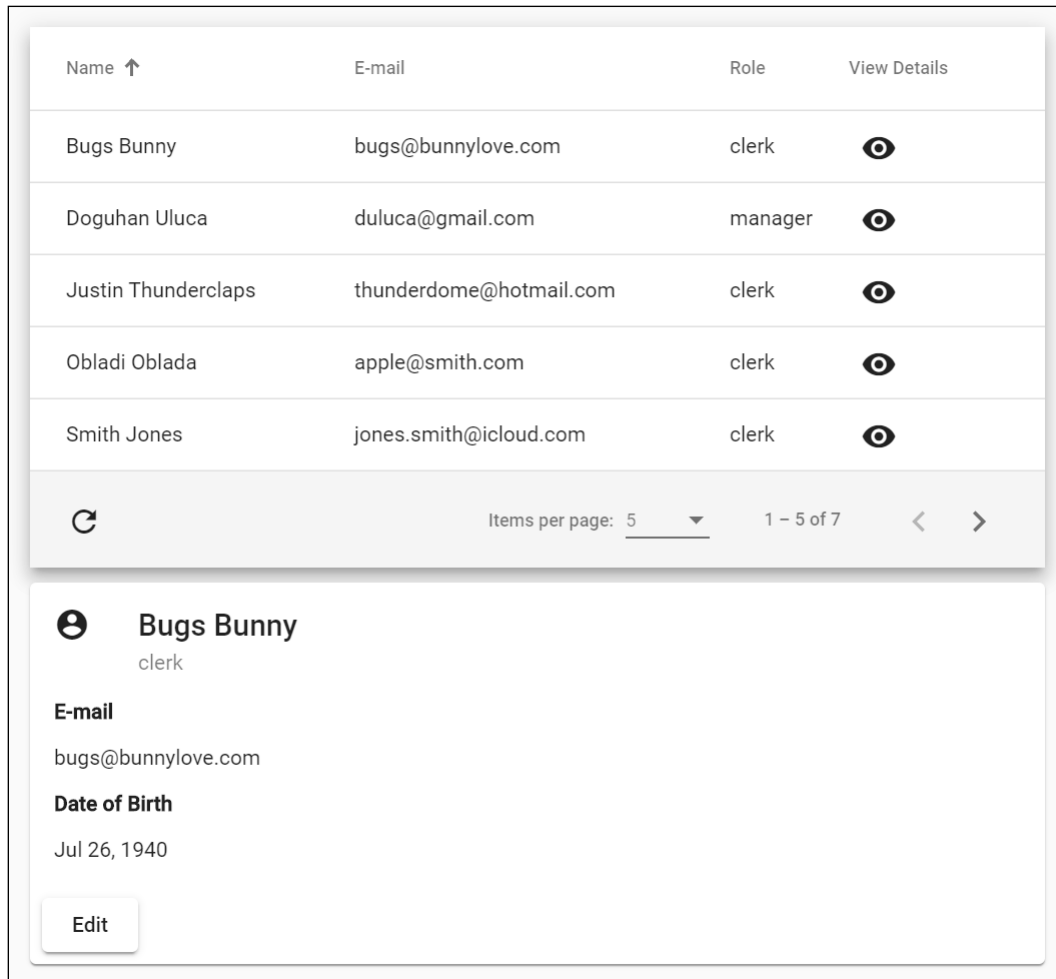 Name E-mail Role View Details
Bugs Bunny bugs@bunnylove.com clerk
Doguhan Uluca duluca@gmail.com manager
Justin Thunderclaps thunderdome@hotmail.com clerk
Obladi Oblada apple@smith.com clerk
Smith Jones jones.smith@icloud.com clerk
Items per page: 5 1 – 5 of 7
Bugs Bunny
clerk
E-mail
bugs@bunnylove.com
Date of Birth
Jul 26, 1940
Edit